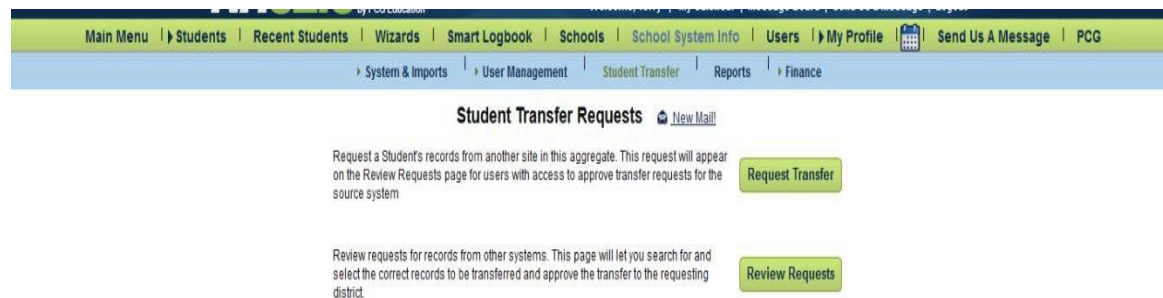 by PCG Education
Main Menu | Students | Recent Students | Wizards | Smart Logbook | Schools | School System Info | Users | My Profile | | Send Us A Message | PCG
System & Imports | User Management | Student Transfer | Reports | Finance
Student Transfer Requests New Mail!
Request a Student's records from another site in this aggregate. This request will appear
on the Review Requests page for users with access to approve transfer requests for the
source system
Request Transfer
Review requests for records from other systems. This page will let you search for and
select the correct records to be transferred and approve the transfer to the requesting
district.
Review Requests